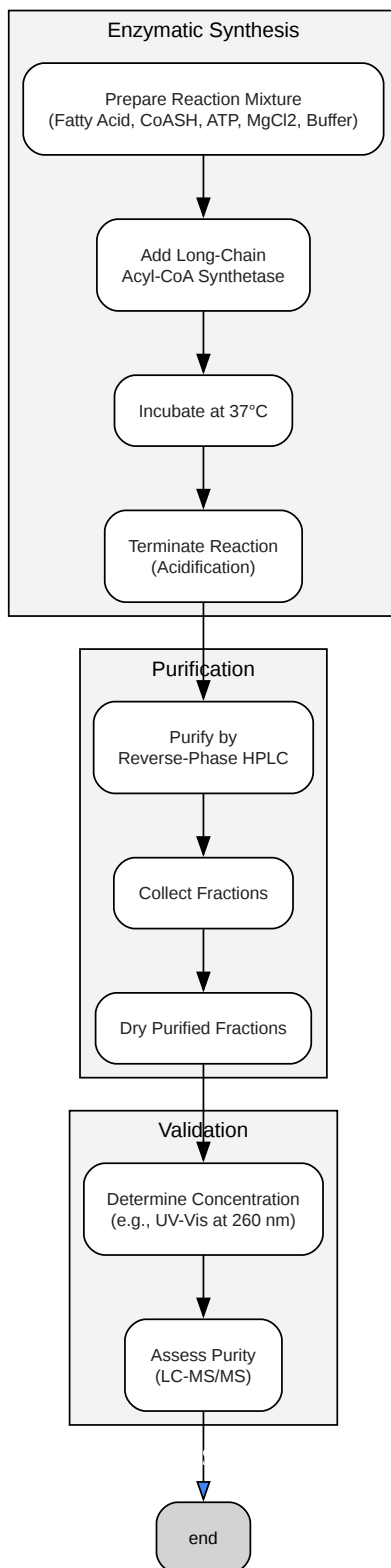 Enzymatic Synthesis
Prepare Reaction Mixture
(Fatty Acid, CoASH, ATP, MgCl2, Buffer)
Add Long-Chain
Acyl-CoA Synthetase
Incubate at 37°C
Terminate Reaction
(Acidification)
Purification
Purify by
Reverse-Phase HPLC
Collect Fractions
Dry Purified Fractions
Validation
Determine Concentration
(e.g., UV-Vis at 260 nm)
Assess Purity
(LC-MS/MS)
end